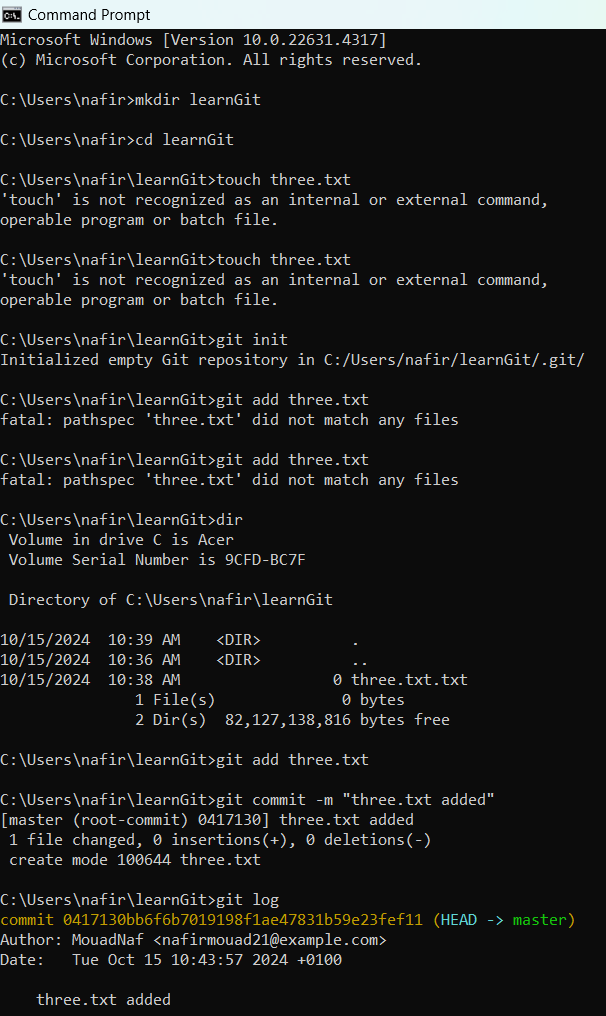 Command Prompt
Microsoft Windows [Version 10.0.22631.4317]
(c) Microsoft Corporation. All rights reserved.
C:\Users\nafir>mkdir learnGit
C:\Users\nafir>cd learnGit
C:\Users\nafir\learnGit>touch three.txt
'touch' is not recognized as an internal or external command,
operable program or batch file.
C:\Users\nafir\learnGit>touch three.txt
'touch' is not recognized as an internal or external command,
operable program or batch file.
C:\Users\nafir\learnGit>git init
Initialized empty Git repository in C:/Users/nafir/learnGit/.git/
C:\Users\nafir\learnGit>git add three.txt
fatal: pathspec 'three.txt' did not match any files
C:\Users\nafir\learnGit>git add three.txt
fatal: pathspec 'three.txt' did not match any files
C:\Users\nafir\learnGit>dir
 Volume in drive C is Acer
 Volume Serial Number is 9CFD-BC7F
 Directory of C:\Users\nafir\learnGit
10/15/2024  10:39 AM    <DIR>          .
10/15/2024  10:36 AM    <DIR>          ..
10/15/2024  10:38 AM                 0 three.txt.txt
               1 File(s)              0 bytes
               2 Dir(s)  82,127,138,816 bytes free
C:\Users\nafir\learnGit>git add three.txt
C:\Users\nafir\learnGit>git commit -m "three.txt added"
[master (root-commit) 0417130] three.txt added
 1 file changed, 0 insertions(+), 0 deletions(-)
 create mode 100644 three.txt
C:\Users\nafir\learnGit>git log
commit 0417130bb6f6b7019198f1ae47831b59e23fef11 (HEAD -> master)
Author: MouadNaf <nafirmouad21@example.com>
Date:   Tue Oct 15 10:43:57 2024 +0100
    three.txt added